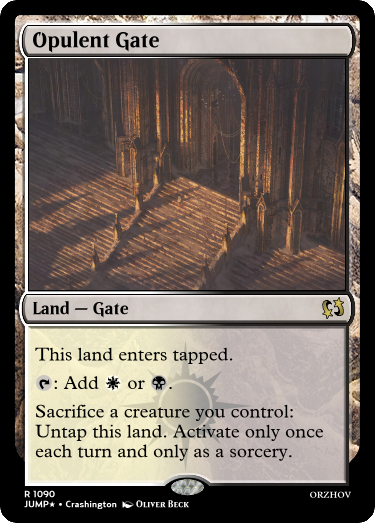 Opulent Gate
Land — Gate
This land enters tapped.
: Add or .
Sacrifice a creature you control:
Untap this land. Activate only once
each turn and only as a sorcery.
R 1090
ORZHOV
JUMP★ • Crashington Oliver Beck